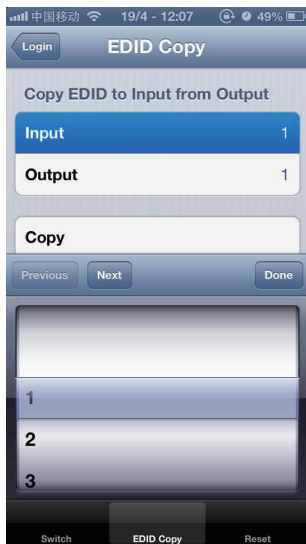 中国移动 19/4 - 12:07 49%
Login EDID Copy
Copy EDID to Input from Output
Input 1
Output 1
Copy
Previous Next Done
1
2
3
Switch EDID Copy Reset